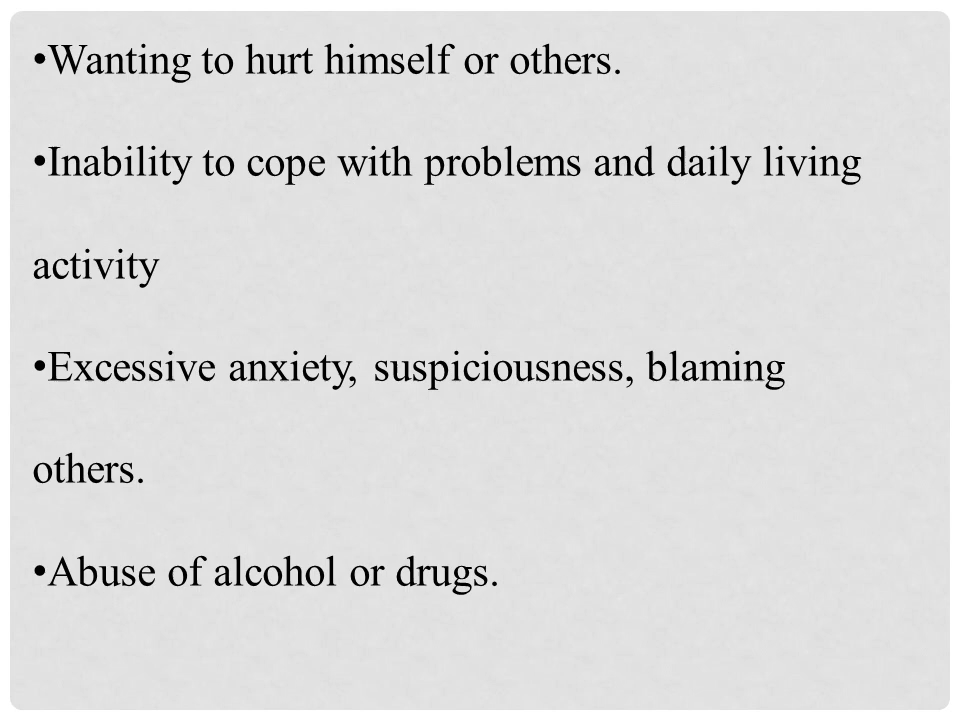 •Wanting to hurt himself or others.
•Inability to cope with problems and daily living
activity
•Excessive anxiety, suspiciousness, blaming
others.
•Abuse of alcohol or drugs.